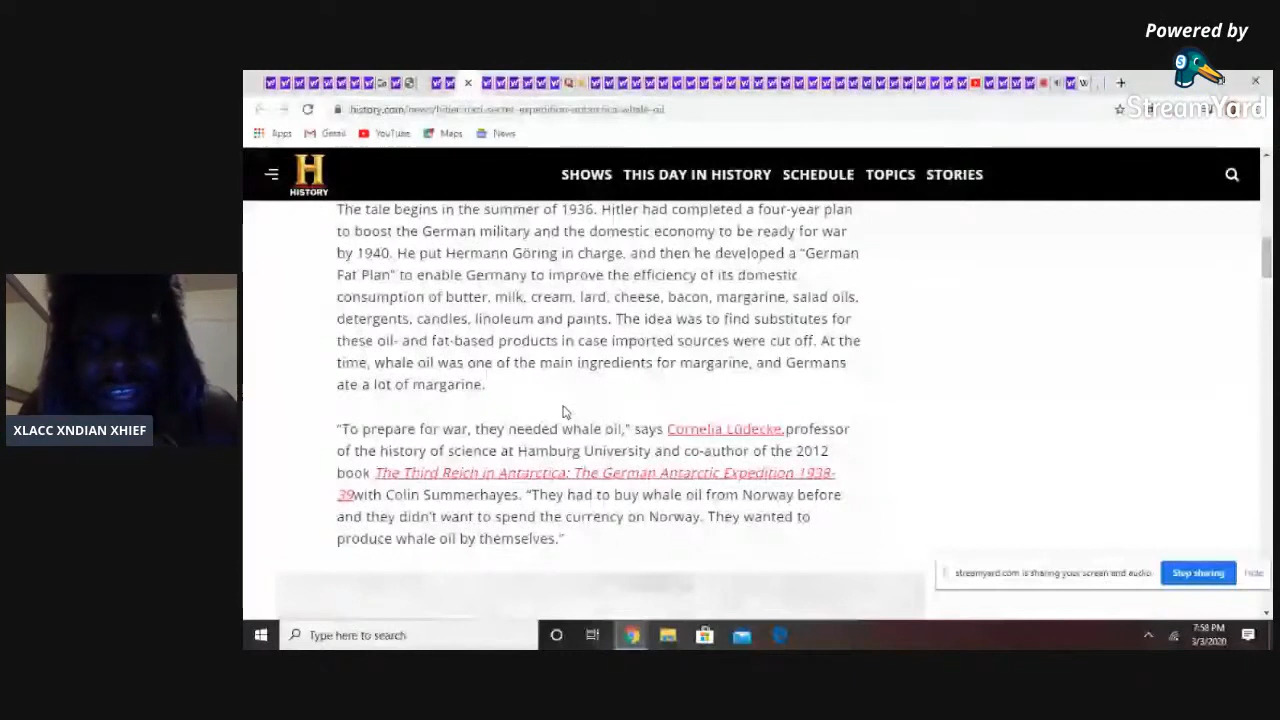 Powered by
StreamYard
history.com/news/hitler-nazi-secret-expedition-antarctica-whale-oil
Apps Gmail YouTube Maps News
H
HISTORY
SHOWS THIS DAY IN HISTORY SCHEDULE TOPICS STORIES
The tale begins in the summer of 1936. Hitler had completed a four-year plan
to boost the German military and the domestic economy to be ready for war
by 1940. He put Hermann Göring in charge, and then he developed a “German
Fat Plan” to enable Germany to improve the efficiency of its domestic
consumption of butter, milk, cream, lard, cheese, bacon, margarine, salad oils,
detergents, candles, linoleum and paints. The idea was to find substitutes for
these oil- and fat-based products in case imported sources were cut off. At the
time, whale oil was one of the main ingredients for margarine, and Germans
ate a lot of margarine.
“To prepare for war, they needed whale oil,” says Cornelia Lüdecke, professor
of the history of science at Hamburg University and co-author of the 2012
book The Third Reich in Antarctica: The German Antarctic Expedition 1938-
39with Colin Summerhayes. “They had to buy whale oil from Norway before
and they didn’t want to spend the currency on Norway. They wanted to
produce whale oil by themselves.”
XLACC XNDIAN XHIEF
streamyard.com is sharing your screen and audio. Stop sharing Hide
Type here to search
7:58 PM
3/3/2020